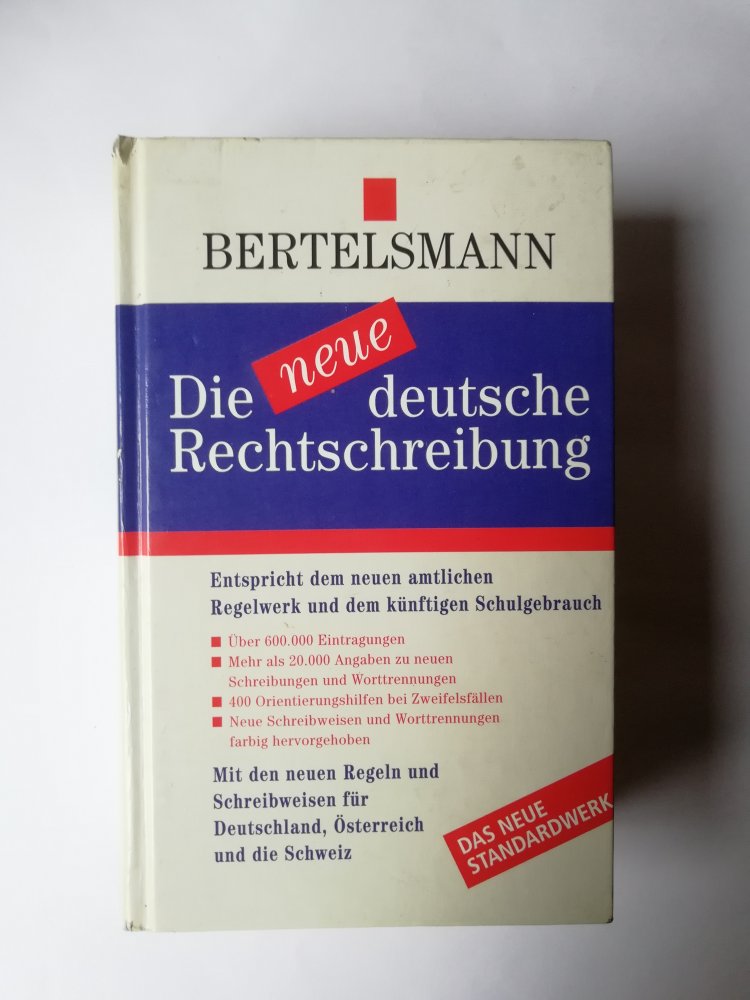 BERTELSMANN
Die neue deutsche
Rechtschreibung
Entspricht dem neuen amtlichen
Regelwerk und dem künftigen Schulgebrauch
Über 600.000 Eintragungen
Mehr als 20.000 Angaben zu neuen
Schreibungen und Worttrennungen
400 Orientierungshilfen bei Zweifelsfällen
Neue Schreibweisen und Worttrennungen
farbig hervorgehoben
Mit den neuen Regeln und
Schreibweisen für
Deutschland, Österreich
und die Schweiz
DAS NEUE
STANDARDWERK